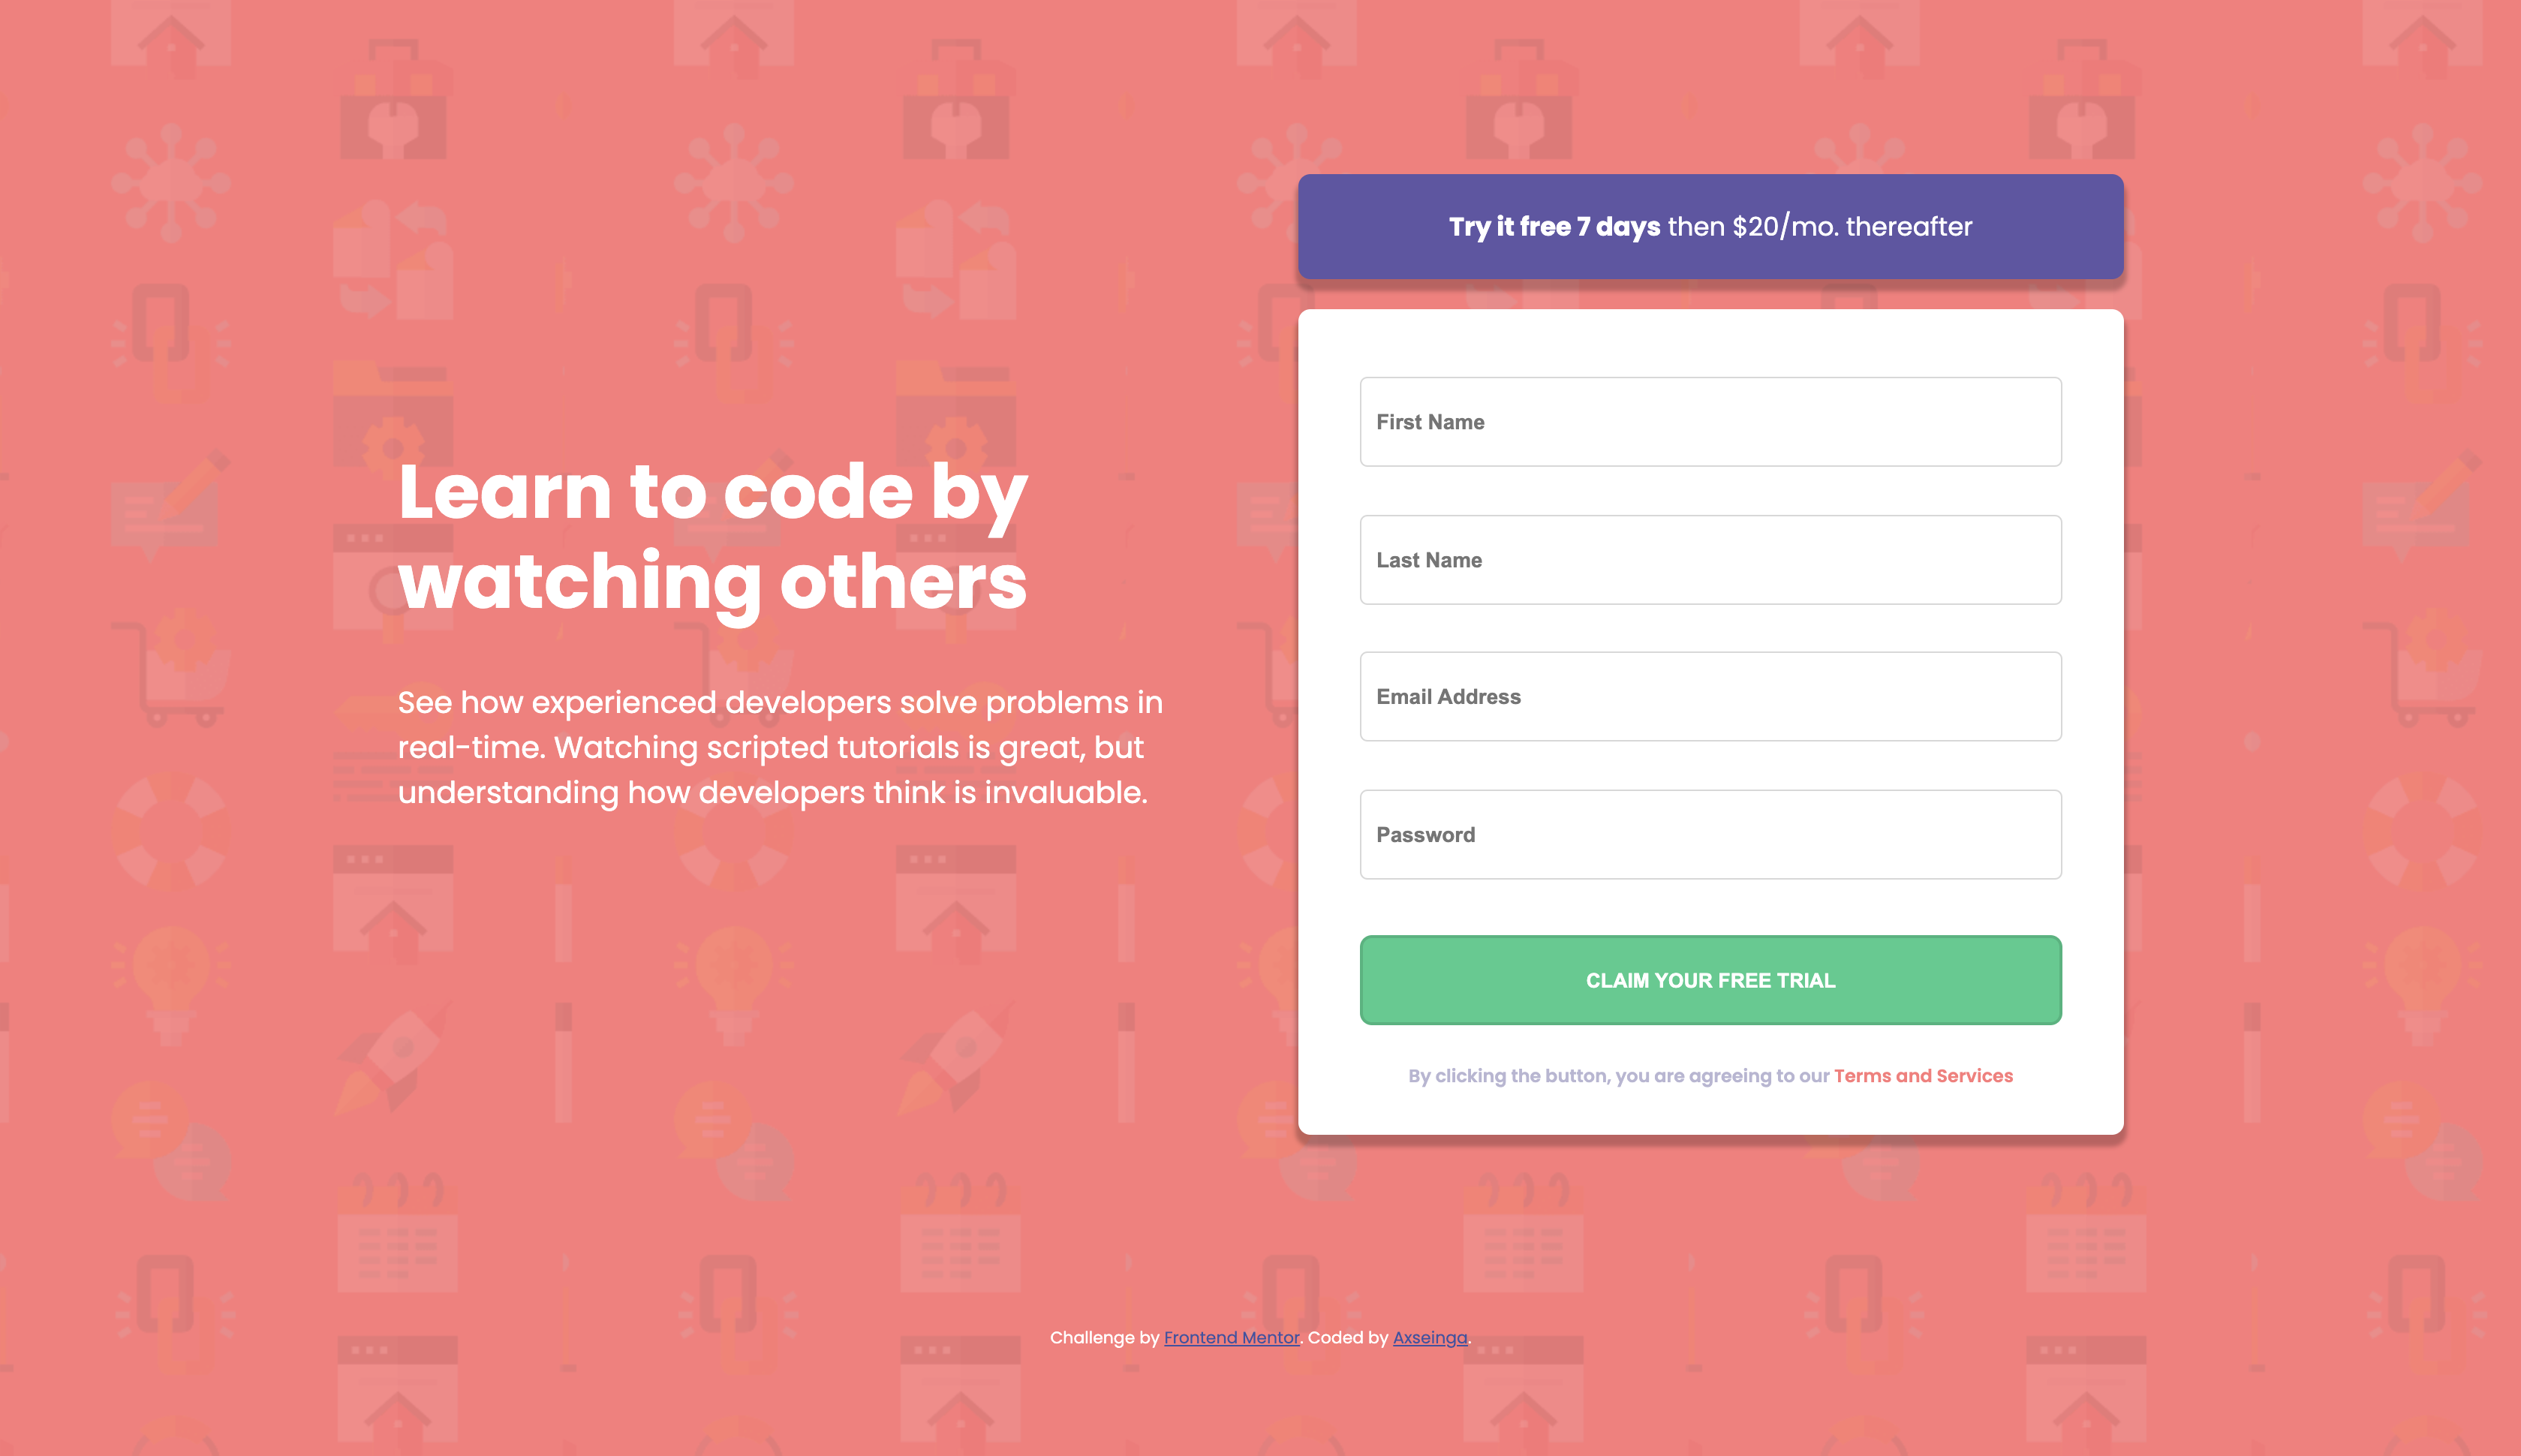 Learn to code by
watching others
See how experienced developers solve problems in
real-time. Watching scripted tutorials is great, but
understanding how developers think is invaluable.
Try it free 7 days then $20/mo. thereafter
First Name
Last Name
Email Address
Password
CLAIM YOUR FREE TRIAL
By clicking the button, you are agreeing to our Terms and Services
Challenge by Frontend Mentor. Coded by Axseinga.